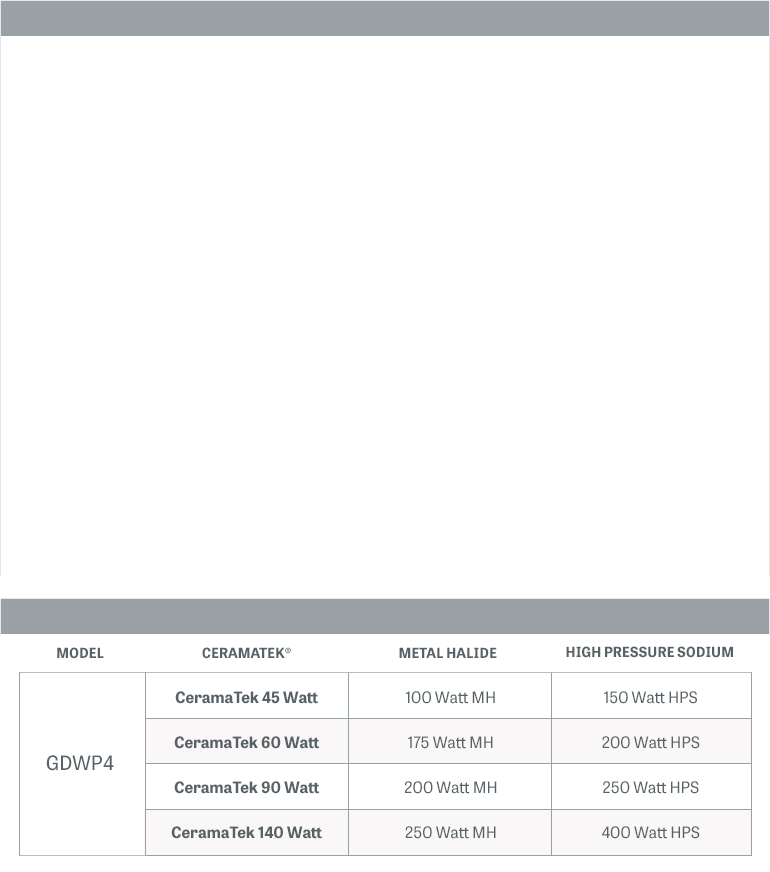 MODEL CERAMATEK® METAL HALIDE HIGH PRESSURE SODIUM
CeramaTek 45 Watt 100 Watt MH 150 Watt HPS
CeramaTek 60 Watt 175 Watt MH 200 Watt HPS
GDWP4
CeramaTek 90 Watt 200 Watt MH 250 Watt HPS
CeramaTek 140 Watt 250 Watt MH 400 Watt HPS